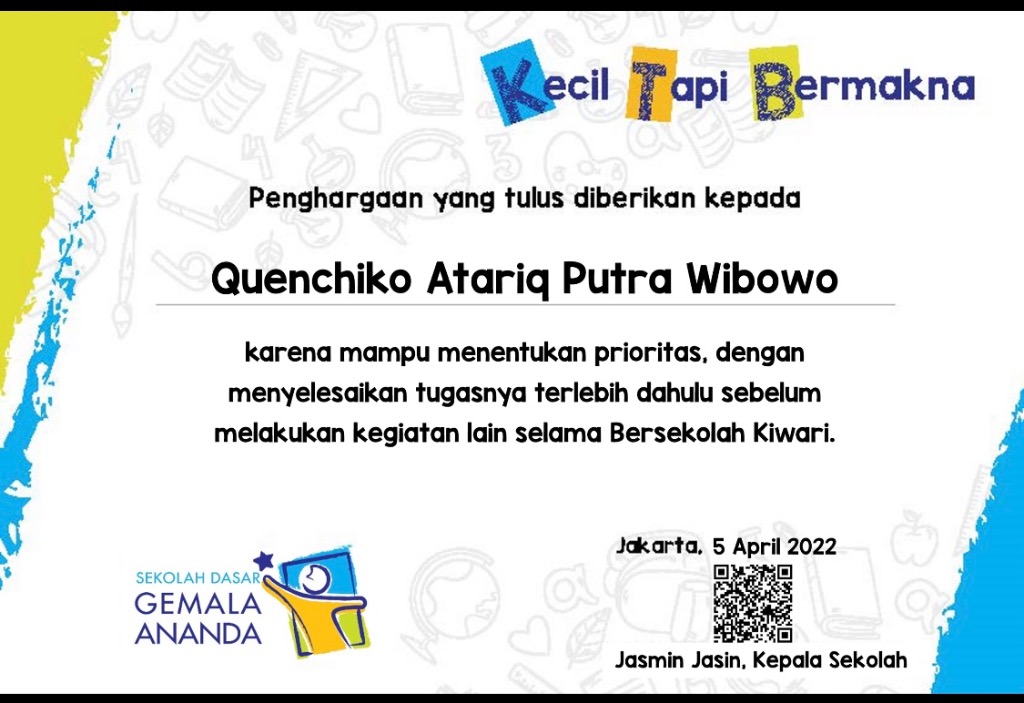 Kecil Tapi Bermakna
Penghargaan yang tulus diberikan kepada
Quenchiko Atariq Putra Wibowo
karena mampu menentukan prioritas, dengan
menyelesaikan tugasnya terlebih dahulu sebelum
melakukan kegiatan lain selama Bersekolah Kiwari.
Jakarta, 5 April 2022
SEKOLAH DASAR
GEMALA
ANANDA
Jasmin Jasin, Kepala Sekolah